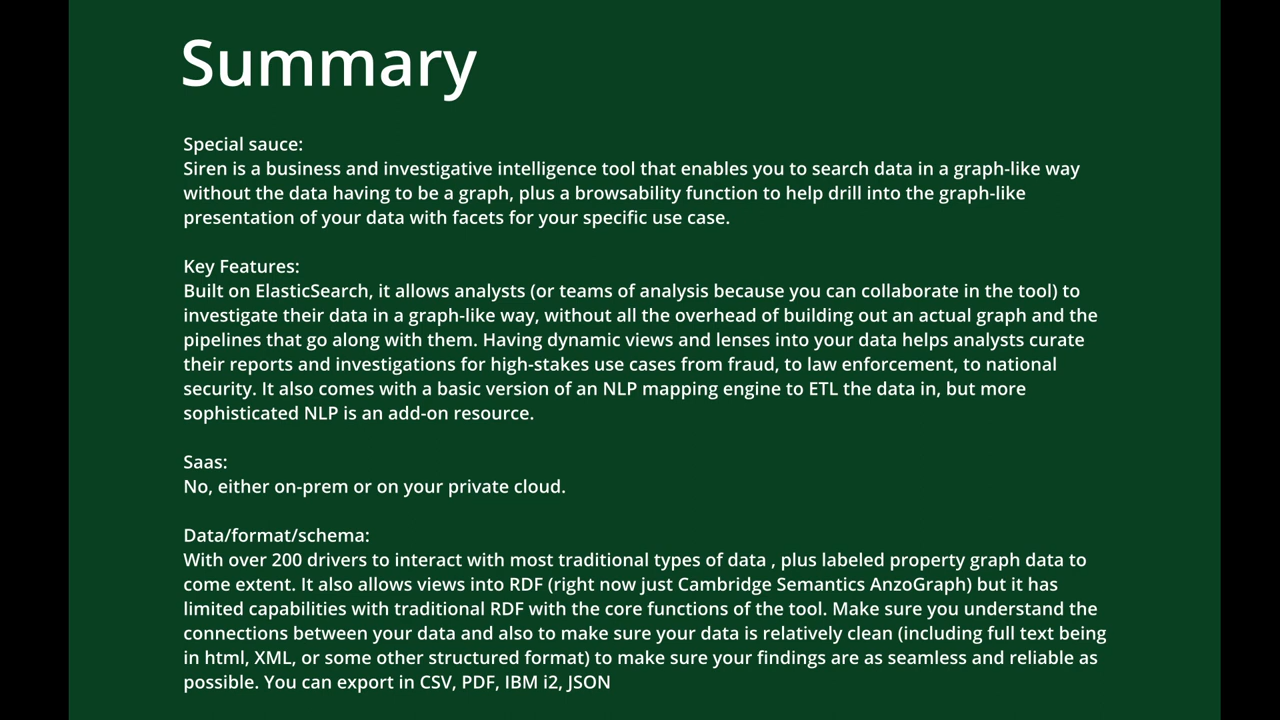 Summary
Special sauce:
Siren is a business and investigative intelligence tool that enables you to search data in a graph-like way
without the data having to be a graph, plus a browsability function to help drill into the graph-like
presentation of your data with facets for your specific use case.
Key Features:
Built on ElasticSearch, it allows analysts (or teams of analysis because you can collaborate in the tool) to
investigate their data in a graph-like way, without all the overhead of building out an actual graph and the
pipelines that go along with them. Having dynamic views and lenses into your data helps analysts curate
their reports and investigations for high-stakes use cases from fraud, to law enforcement, to national
security. It also comes with a basic version of an NLP mapping engine to ETL the data in, but more
sophisticated NLP is an add-on resource.
Saas:
No, either on-prem or on your private cloud.
Data/format/schema:
With over 200 drivers to interact with most traditional types of data , plus labeled property graph data to
come extent. It also allows views into RDF (right now just Cambridge Semantics AnzoGraph) but it has
limited capabilities with traditional RDF with the core functions of the tool. Make sure you understand the
connections between your data and also to make sure your data is relatively clean (including full text being
in html, XML, or some other structured format) to make sure your findings are as seamless and reliable as
possible. You can export in CSV, PDF, IBM i2, JSON